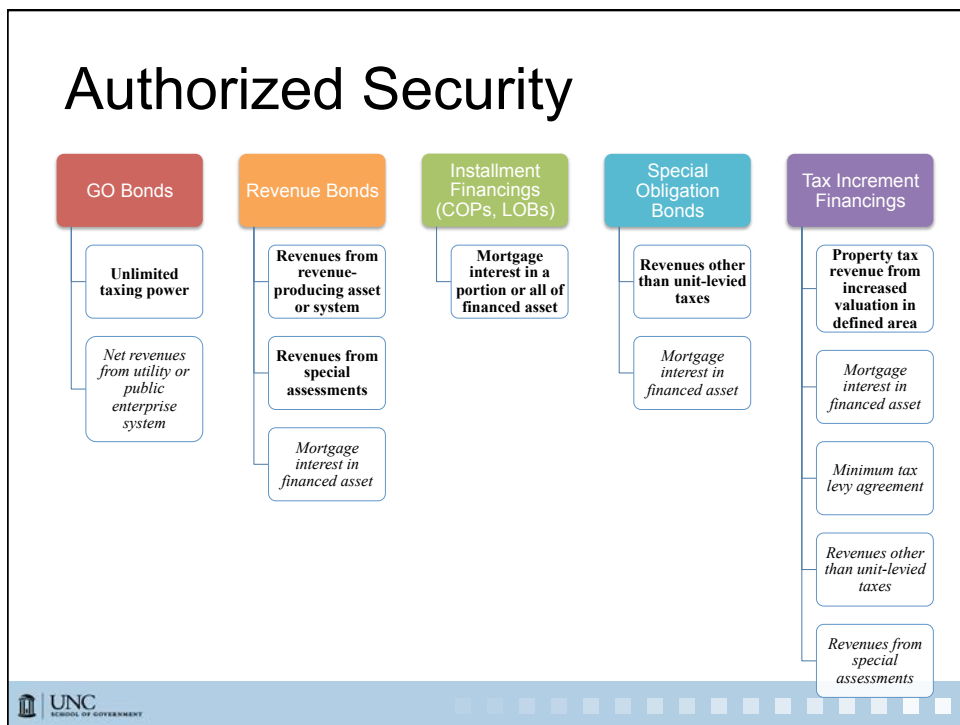 Authorized Security
GO Bonds
Unlimited
taxing power
Net revenues
from utility or
public
enterprise
system
Revenue Bonds
Revenues from
revenue-
producing asset
or system
Revenues from
special
assessments
Mortgage
interest in
financed asset
Installment
Financings
(COPs, LOBs)
Mortgage
interest in a
portion or all of
financed asset
Special
Obligation
Bonds
Revenues other
than unit-levied
taxes
Mortgage
interest in
financed asset
Tax Increment
Financings
Property tax
revenue from
increased
valuation in
defined area
Mortgage
interest in
financed asset
Minimum tax
levy agreement
Revenues other
than unit-levied
taxes
Revenues from
special
assessments
UNC
SCHOOL OF GOVERNMENT